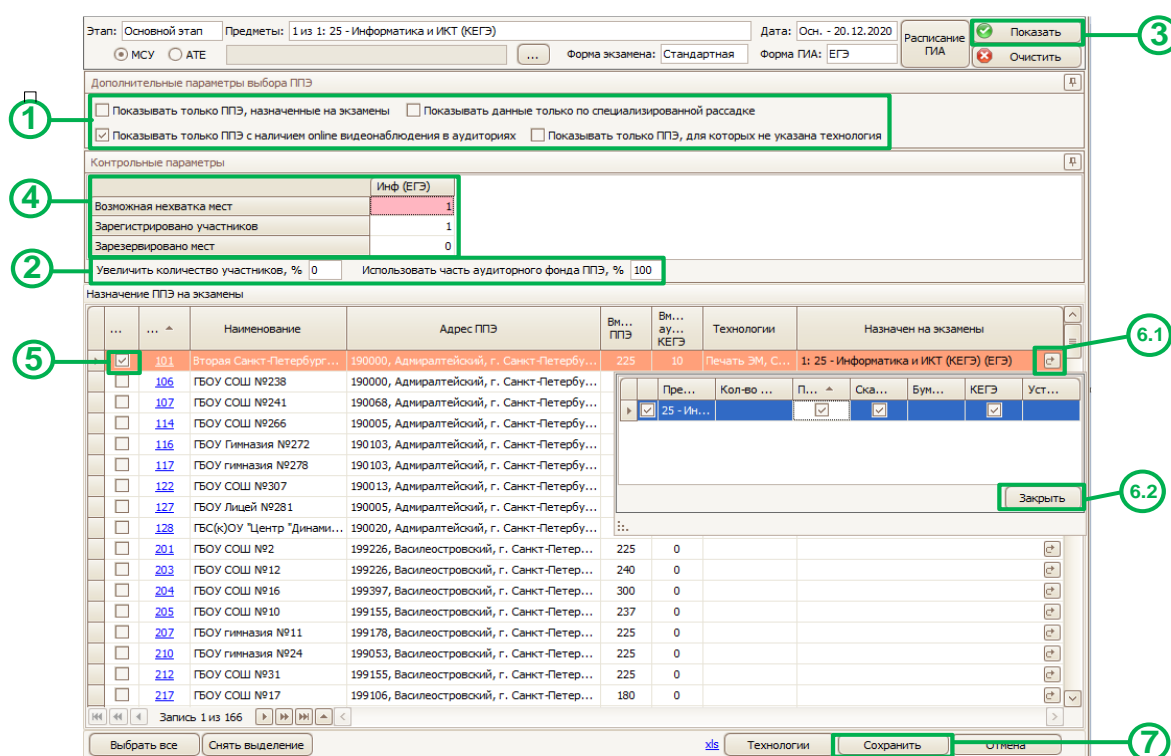 Этап: Основной этап Предметы: 1 из 1: 25 - Информатика и ИКТ (КЕГЭ) Дата: Осн. - 20.12.2020 Расписание ГИА Показать 3
МСУ АТЕ ... Форма экзамена: Стандартная Форма ГИА: ЕГЭ Очистить
Дополнительные параметры выбора ППЭ
1
Показывать только ППЭ, назначенные на экзамены Показывать данные только по специализированной рассадке
Показывать только ППЭ с наличием online видеонаблюдения в аудиториях Показывать только ППЭ, для которых не указана технология
Контрольные параметры
4
Инф (ЕГЭ)
Возможная нехватка мест 1
Зарегистрировано участников 1
Зарезервировано мест 0
2
Увеличить количество участников, % 0 Использовать часть аудиторного фонда ППЭ, % 100
Назначение ППЭ на экзамены
... ... Наименование Адрес ППЭ Вм... ППЭ Вм... ау... КЕГЭ Технологии Назначен на экзамены
6.1
5
101 Вторая Санкт-Петербург... 190000, Адмиралтейский, г. Санкт-Петербу... 225 10 Печать ЭМ, С... 1: 25 - Информатика и ИКТ (КЕГЭ) (ЕГЭ)
106 ГБОУ СОШ №238 190000, Адмиралтейский, г. Санкт-Петербу...
107 ГБОУ СОШ №241 190068, Адмиралтейский, г. Санкт-Петербу...
114 ГБОУ СОШ №266 190005, Адмиралтейский, г. Санкт-Петербу...
116 ГБОУ Гимназия №272 190103, Адмиралтейский, г. Санкт-Петербу...
117 ГБОУ гимназия №278 190103, Адмиралтейский, г. Санкт-Петербу...
122 ГБОУ СОШ №307 190013, Адмиралтейский, г. Санкт-Петербу...
127 ГБОУ Лицей №281 190005, Адмиралтейский, г. Санкт-Петербу...
128 ГБС(к)ОУ "Центр "Динами... 190020, Адмиралтейский, г. Санкт-Петербу...
Пре... Кол-во ... П... Ска... Бум... КЕГЭ Уст...
25 - Ин...
Закрыть
6.2
201 ГБОУ СОШ №2 199226, Василеостровский, г. Санкт-Петер... 225 0
203 ГБОУ СОШ №12 199226, Василеостровский, г. Санкт-Петер... 240 0
204 ГБОУ СОШ №16 199397, Василеостровский, г. Санкт-Петер... 300 0
205 ГБОУ СОШ №10 199155, Василеостровский, г. Санкт-Петер... 237 0
207 ГБОУ гимназия №11 199178, Василеостровский, г. Санкт-Петер... 225 0
210 ГБОУ гимназия №24 199053, Василеостровский, г. Санкт-Петер... 225 0
212 ГБОУ СОШ №31 199155, Василеостровский, г. Санкт-Петер... 225 0
217 ГБОУ СОШ №17 199106, Василеостровский, г. Санкт-Петер... 180 0
Запись 1 из 166
Выбрать все Снять выделение xls Технологии Сохранить Отмена 7